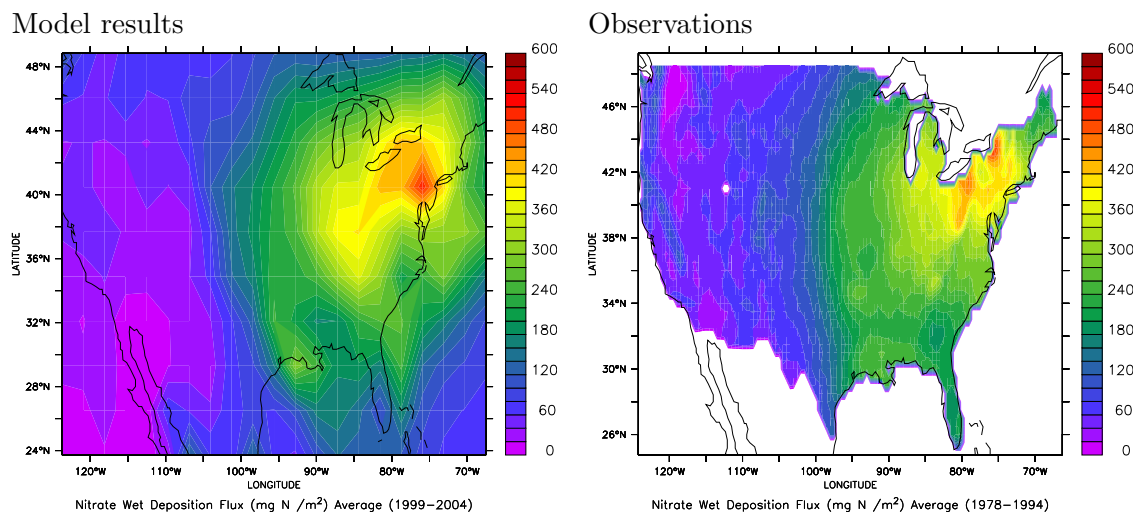 Model results
48°N
44°N
40°N
36°N
32°N
28°N
24°N
LATITUDE
120°W
110°W
100°W
90°W
80°W
70°W
LONGITUDE
600
540
480
420
360
300
240
180
120
60
0
Nitrate Wet Deposition Flux (mg N /m²) Average (1999-2004)
Observations
46°N
42°N
38°N
34°N
30°N
26°N
LATITUDE
120°W
110°W
100°W
90°W
80°W
70°W
LONGITUDE
600
540
480
420
360
300
240
180
120
60
0
Nitrate Wet Deposition Flux (mg N /m²) Average (1978-1994)